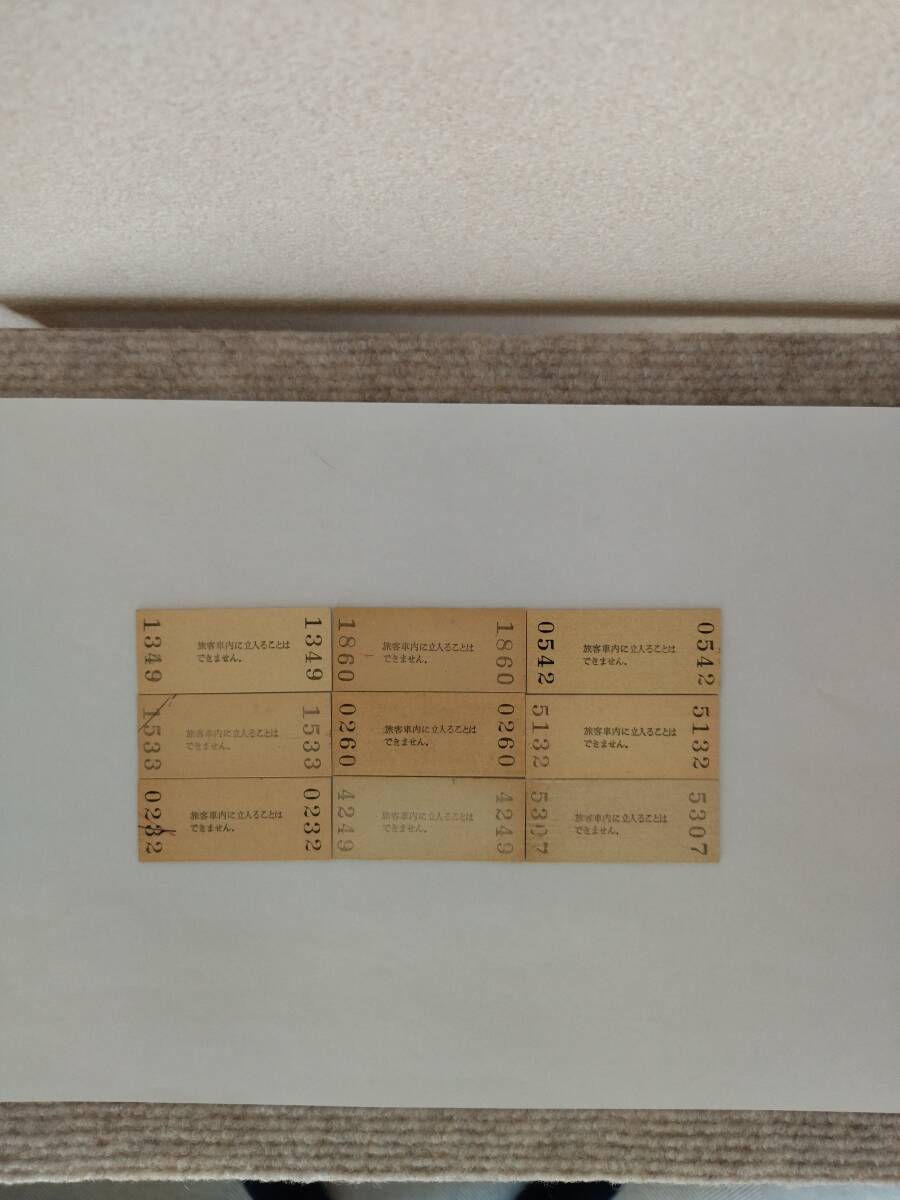 1349
旅客車内に立入ることは
できません。
1349
1860
旅客車内に立入ることは
できません。
1860
0542
旅客車内に立入ることは
できません。
0542
1533
旅客車内に立入ることは
できません。
1533
0260
旅客車内に立入ることは
できません。
0260
5132
旅客車内に立入ることは
できません。
5132
0232
旅客車内に立入ることは
できません。
0232
4249
旅客車内に立入ることは
できません。
4249
5307
旅客車内に立入ることは
できません。
5307